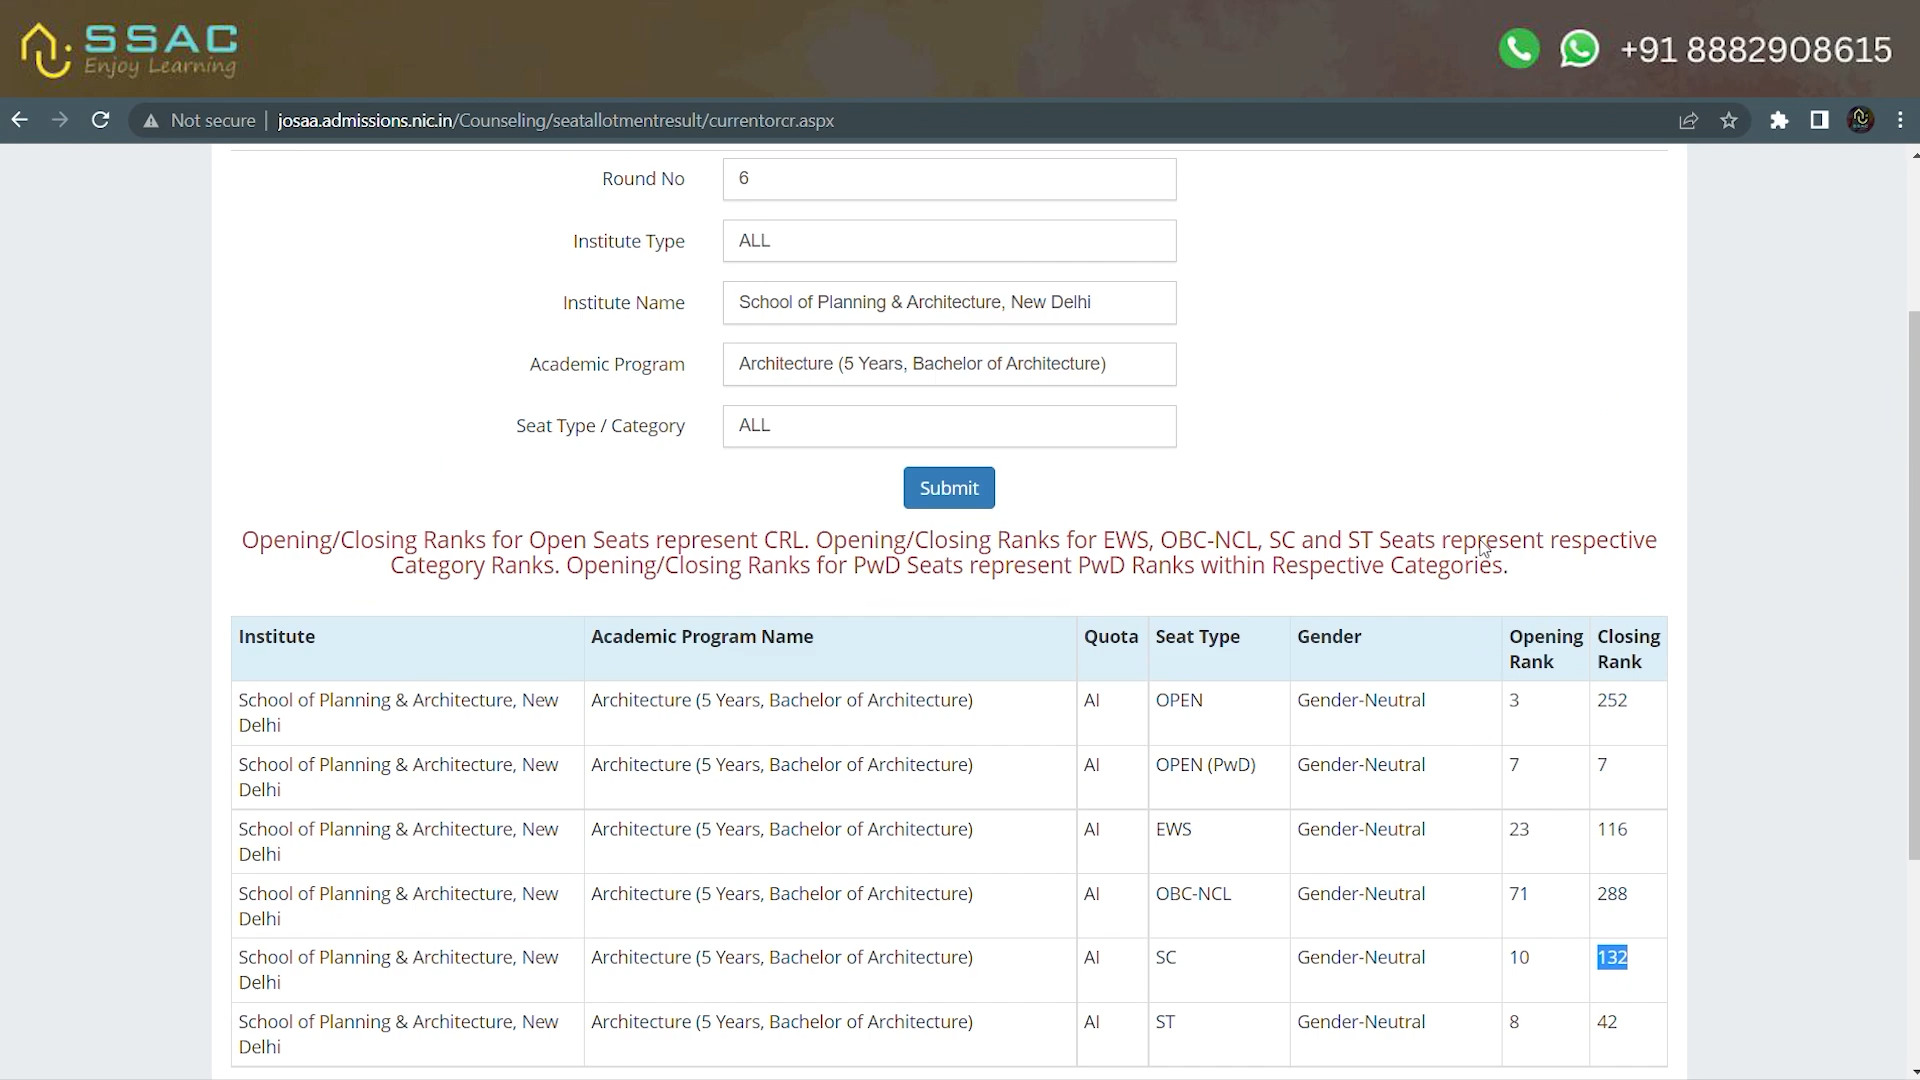 SSAC
Enjoy Learning
+91 8882908615
Not secure | josaa.admissions.nic.in/Counseling/seatallotmentresult/currentorcr.aspx
Round No 6
Institute Type ALL
Institute Name School of Planning & Architecture, New Delhi
Academic Program Architecture (5 Years, Bachelor of Architecture)
Seat Type / Category ALL
Submit
Opening/Closing Ranks for Open Seats represent CRL. Opening/Closing Ranks for EWS, OBC-NCL, SC and ST Seats represent respective
Category Ranks. Opening/Closing Ranks for PwD Seats represent PwD Ranks within Respective Categories.
Institute Academic Program Name Quota Seat Type Gender Opening Closing
Rank Rank
School of Planning & Architecture, New Architecture (5 Years, Bachelor of Architecture) AI OPEN Gender-Neutral 3 252
Delhi
School of Planning & Architecture, New Architecture (5 Years, Bachelor of Architecture) AI OPEN (PwD) Gender-Neutral 7 7
Delhi
School of Planning & Architecture, New Architecture (5 Years, Bachelor of Architecture) AI EWS Gender-Neutral 23 116
Delhi
School of Planning & Architecture, New Architecture (5 Years, Bachelor of Architecture) AI OBC-NCL Gender-Neutral 71 288
Delhi
School of Planning & Architecture, New Architecture (5 Years, Bachelor of Architecture) AI SC Gender-Neutral 10 132
Delhi
School of Planning & Architecture, New Architecture (5 Years, Bachelor of Architecture) AI ST Gender-Neutral 8 42
Delhi